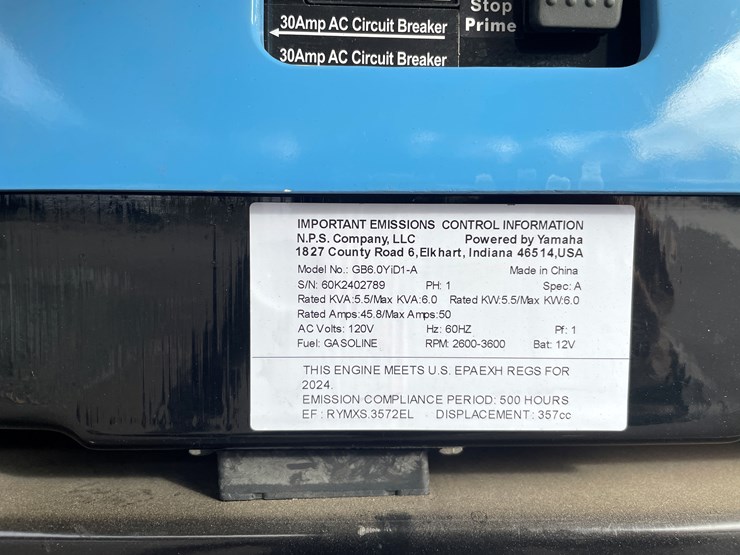 Stop
30Amp AC Circuit Breaker Prime
30Amp AC Circuit Breaker
IMPORTANT EMISSIONS CONTROL INFORMATION
N.P.S. Company, LLC Powered by Yamaha
1827 County Road 6, Elkhart, Indiana 46514,USA
Model No.: GB6.0YiD1-A Made in China
S/N: 60K2402789 PH: 1 Spec: A
Rated KVA:5.5/Max KVA:6.0 Rated KW:5.5/Max KW:6.0
Rated Amps:45.8/Max Amps:50
AC Volts: 120V Hz: 60HZ Pf: 1
Fuel: GASOLINE RPM: 2600-3600 Bat: 12V
THIS ENGINE MEETS U.S. EPAEXH REGS FOR
2024.
EMISSION COMPLIANCE PERIOD: 500 HOURS
EF : RYMXS.3572EL DISPLACEMENT : 357cc